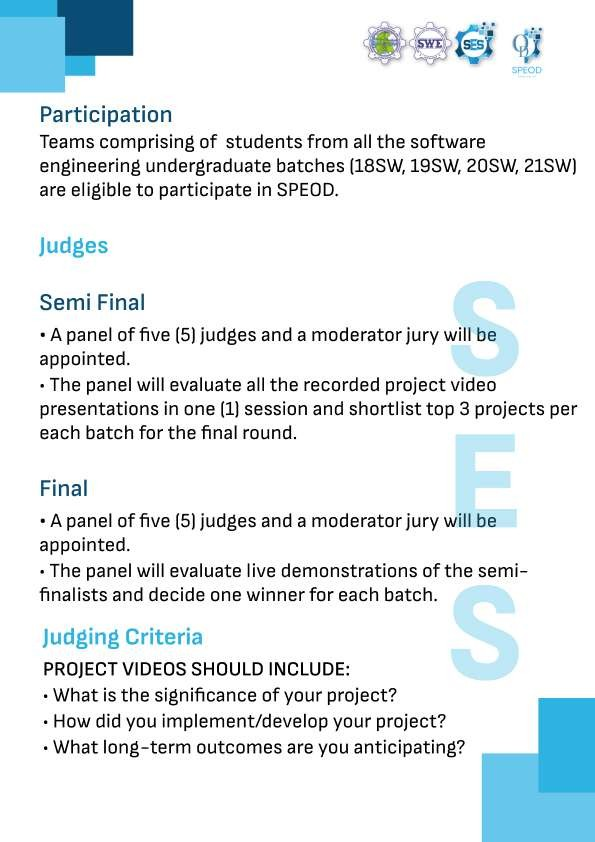 SWE
SES
SPEOD
Participation
Teams comprising of students from all the software
engineering undergraduate batches (18SW, 19SW, 20SW, 21SW)
are eligible to participate in SPEOD.
Judges
Semi Final
• A panel of five (5) judges and a moderator jury will be
appointed.
• The panel will evaluate all the recorded project video
presentations in one (1) session and shortlist top 3 projects per
each batch for the final round.
Final
• A panel of five (5) judges and a moderator jury will be
appointed.
• The panel will evaluate live demonstrations of the semi-
finalists and decide one winner for each batch.
Judging Criteria
PROJECT VIDEOS SHOULD INCLUDE:
• What is the significance of your project?
• How did you implement/develop your project?
• What long-term outcomes are you anticipating?
S
E
S